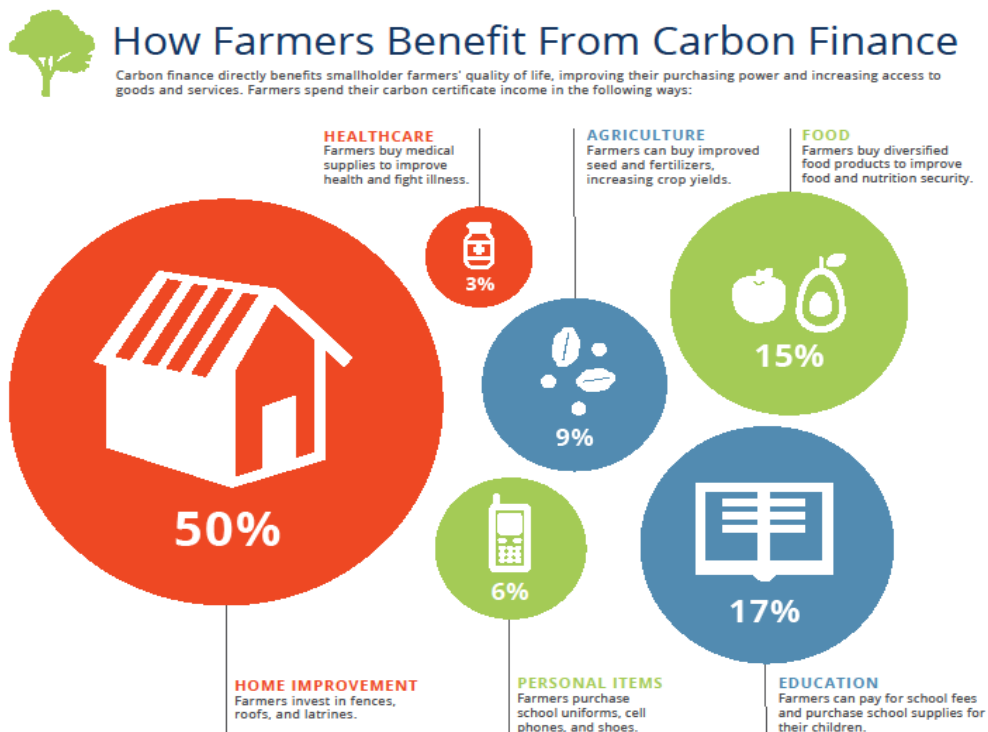 How Farmers Benefit From Carbon Finance
Carbon finance directly benefits smallholder farmers' quality of life, improving their purchasing power and increasing access to
goods and services. Farmers spend their carbon certificate income in the following ways:
HEALTHCARE
Farmers buy medical
supplies to improve
health and fight illness.
AGRICULTURE
Farmers can buy improved
seed and fertilizers,
increasing crop yields.
FOOD
Farmers buy diversified
food products to improve
food and nutrition security.
3%
15%
9%
50%
6%
17%
HOME IMPROVEMENT
Farmers invest in fences,
roofs, and latrines.
PERSONAL ITEMS
Farmers purchase
school uniforms, cell
phones, and shoes.
EDUCATION
Farmers can pay for school fees
and purchase school supplies for
their children.